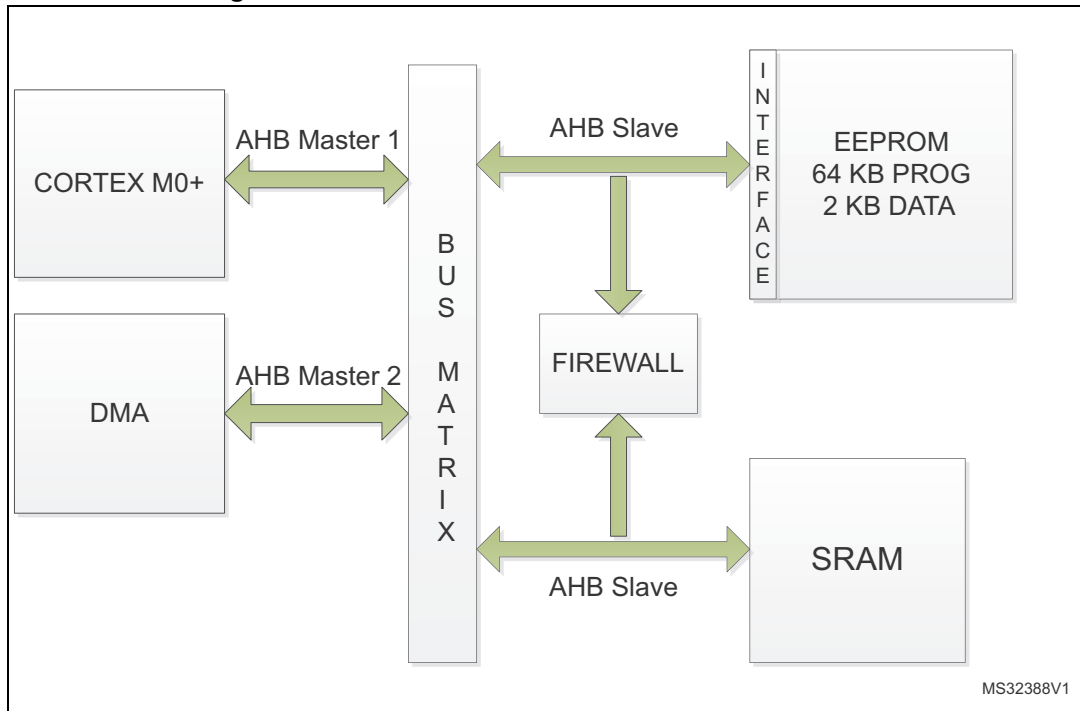 CORTEX M0+
AHB Master 1
DMA
AHB Master 2
BUS MATRIX
AHB Slave
INTERFACE
EEPROM
64 KB PROG
2 KB DATA
FIREWALL
AHB Slave
SRAM
MS32388V1